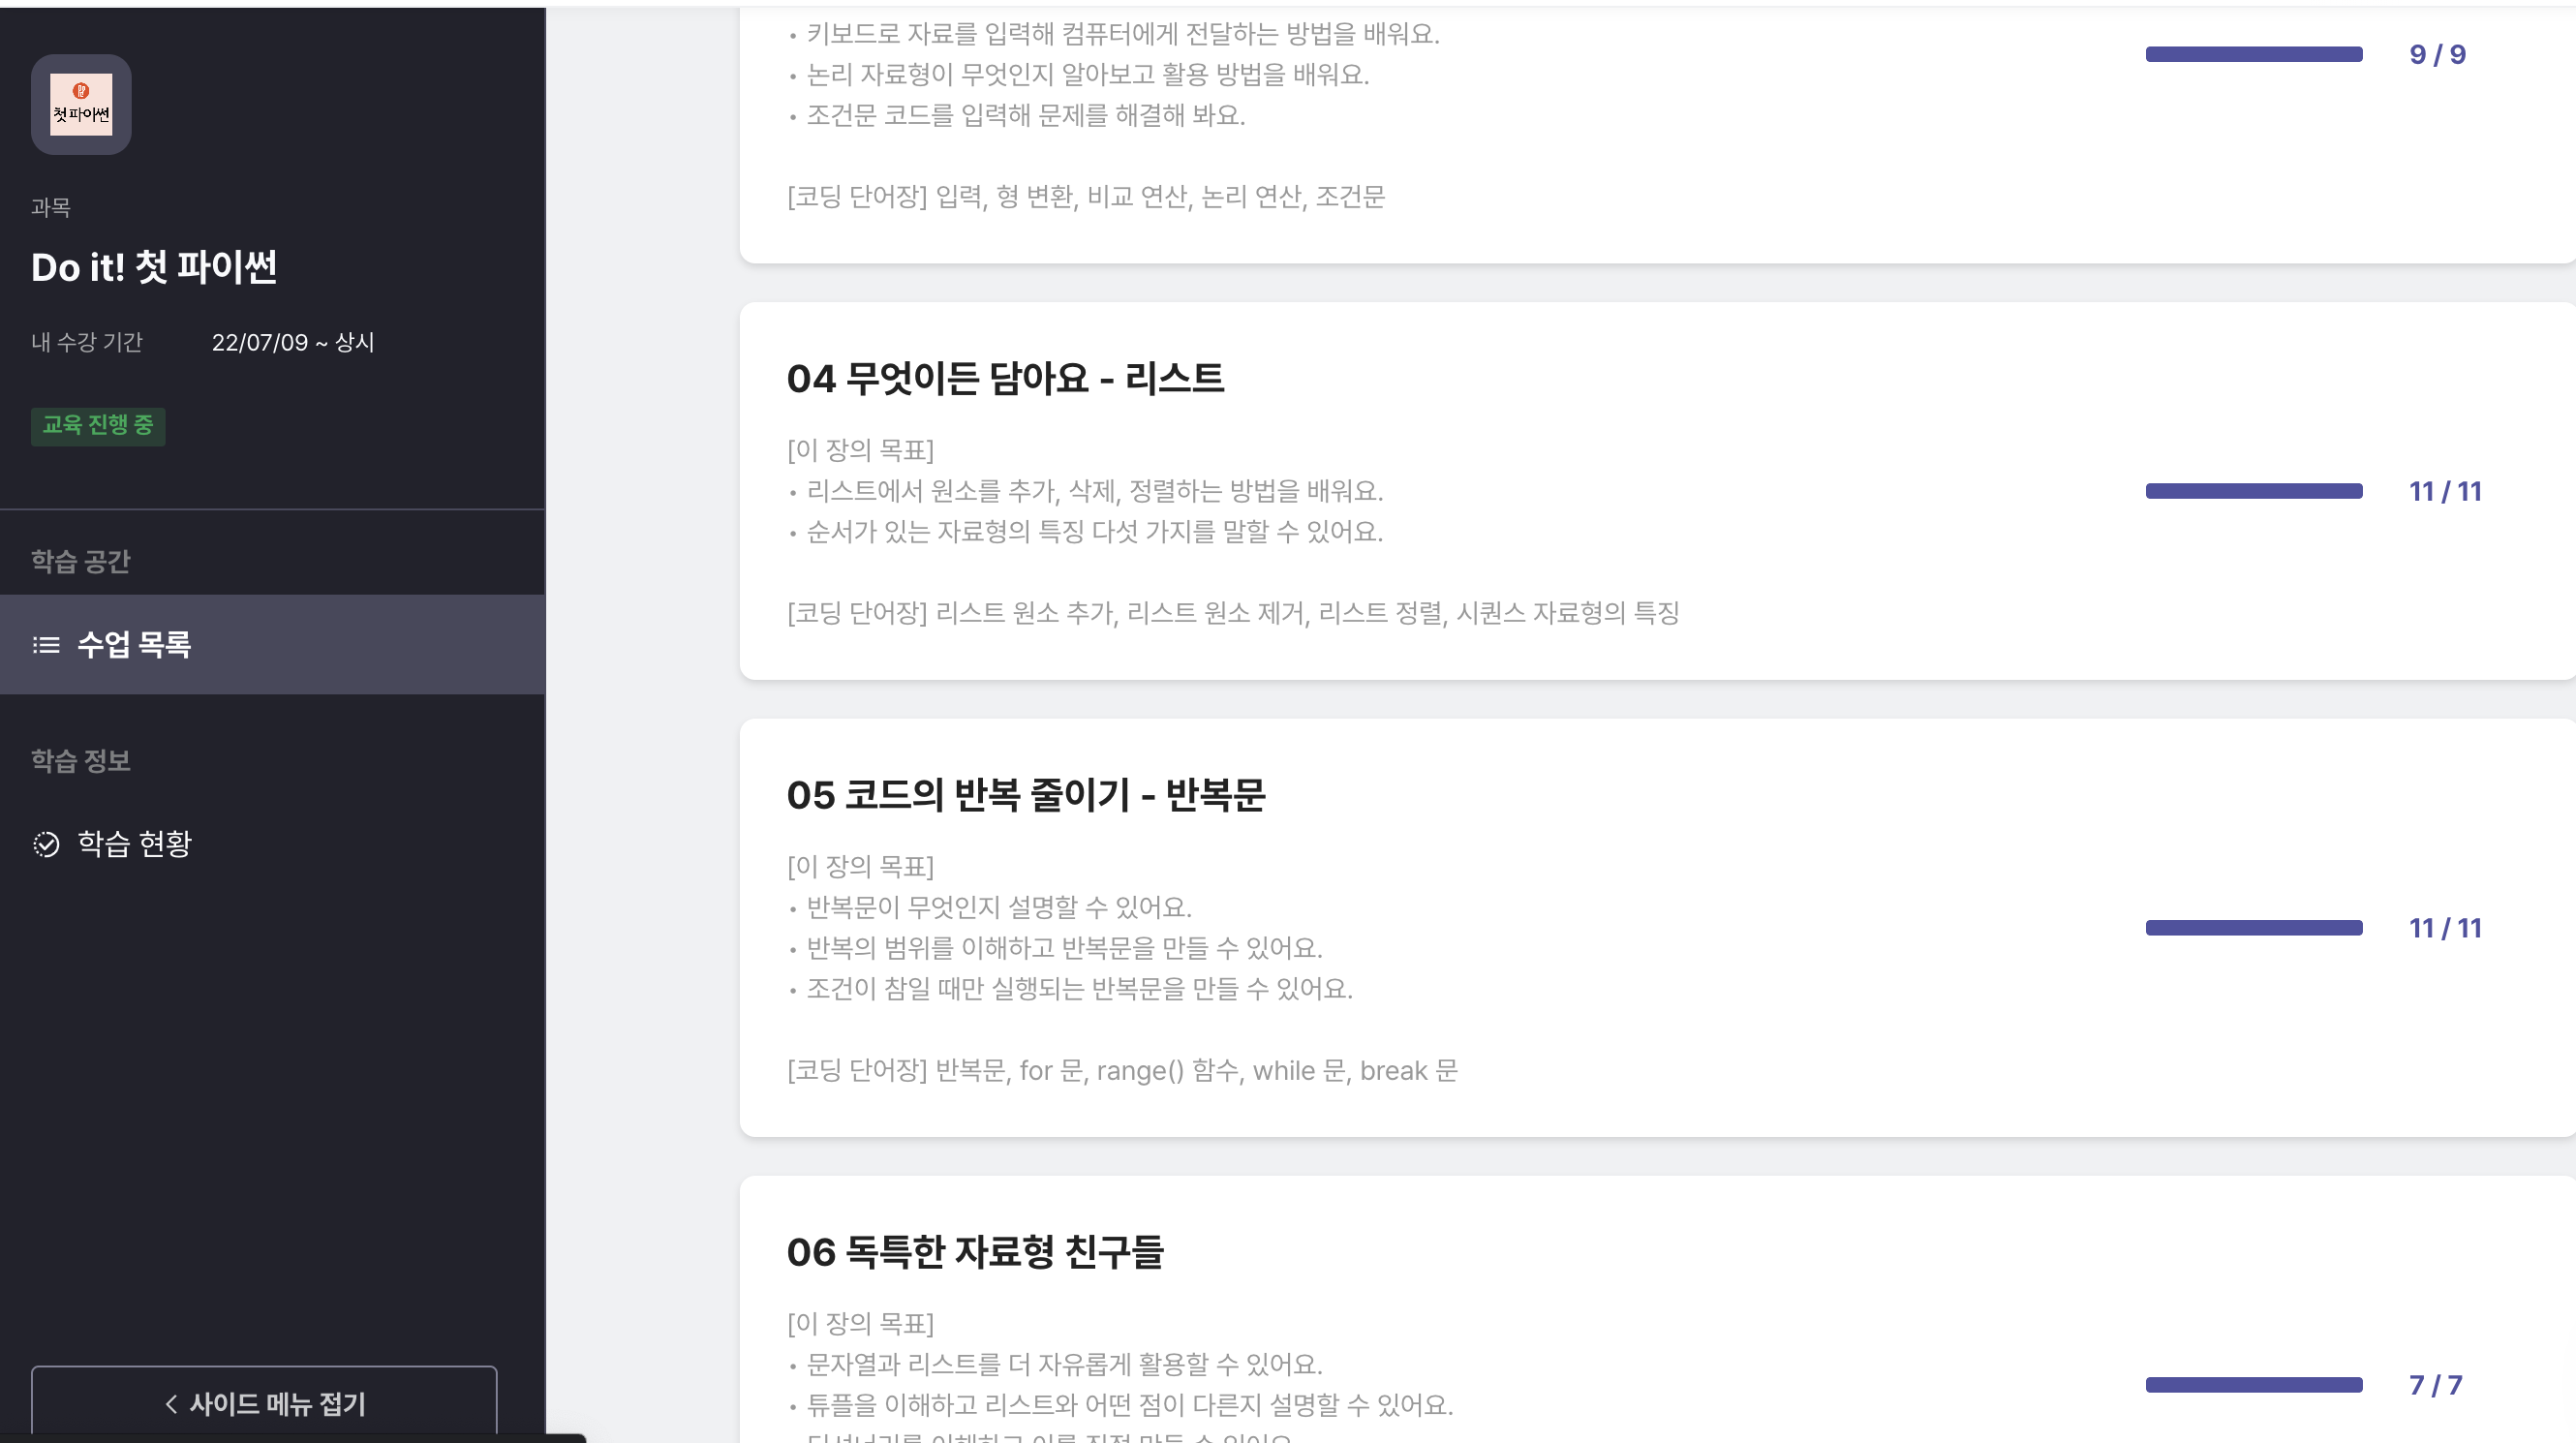 첫 파이썬
과목
Do it! 첫 파이썬
내 수강 기간 22/07/09 ~ 상시
교육 진행 중
학습 공간
수업 목록
학습 정보
학습 현황
사이드 메뉴 접기
• 키보드로 자료를 입력해 컴퓨터에게 전달하는 방법을 배워요.
• 논리 자료형이 무엇인지 알아보고 활용 방법을 배워요.
• 조건문 코드를 입력해 문제를 해결해 봐요.
[코딩 단어장] 입력, 형 변환, 비교 연산, 논리 연산, 조건문
9 / 9
04 무엇이든 담아요 - 리스트
[이 장의 목표]
• 리스트에서 원소를 추가, 삭제, 정렬하는 방법을 배워요.
• 순서가 있는 자료형의 특징 다섯 가지를 말할 수 있어요.
[코딩 단어장] 리스트 원소 추가, 리스트 원소 제거, 리스트 정렬, 시퀀스 자료형의 특징
11 / 11
05 코드의 반복 줄이기 - 반복문
[이 장의 목표]
• 반복문이 무엇인지 설명할 수 있어요.
• 반복의 범위를 이해하고 반복문을 만들 수 있어요.
• 조건이 참일 때만 실행되는 반복문을 만들 수 있어요.
[코딩 단어장] 반복문, for 문, range() 함수, while 문, break 문
11 / 11
06 독특한 자료형 친구들
[이 장의 목표]
• 문자열과 리스트를 더 자유롭게 활용할 수 있어요.
• 튜플을 이해하고 리스트와 어떤 점이 다른지 설명할 수 있어요.
7 / 7